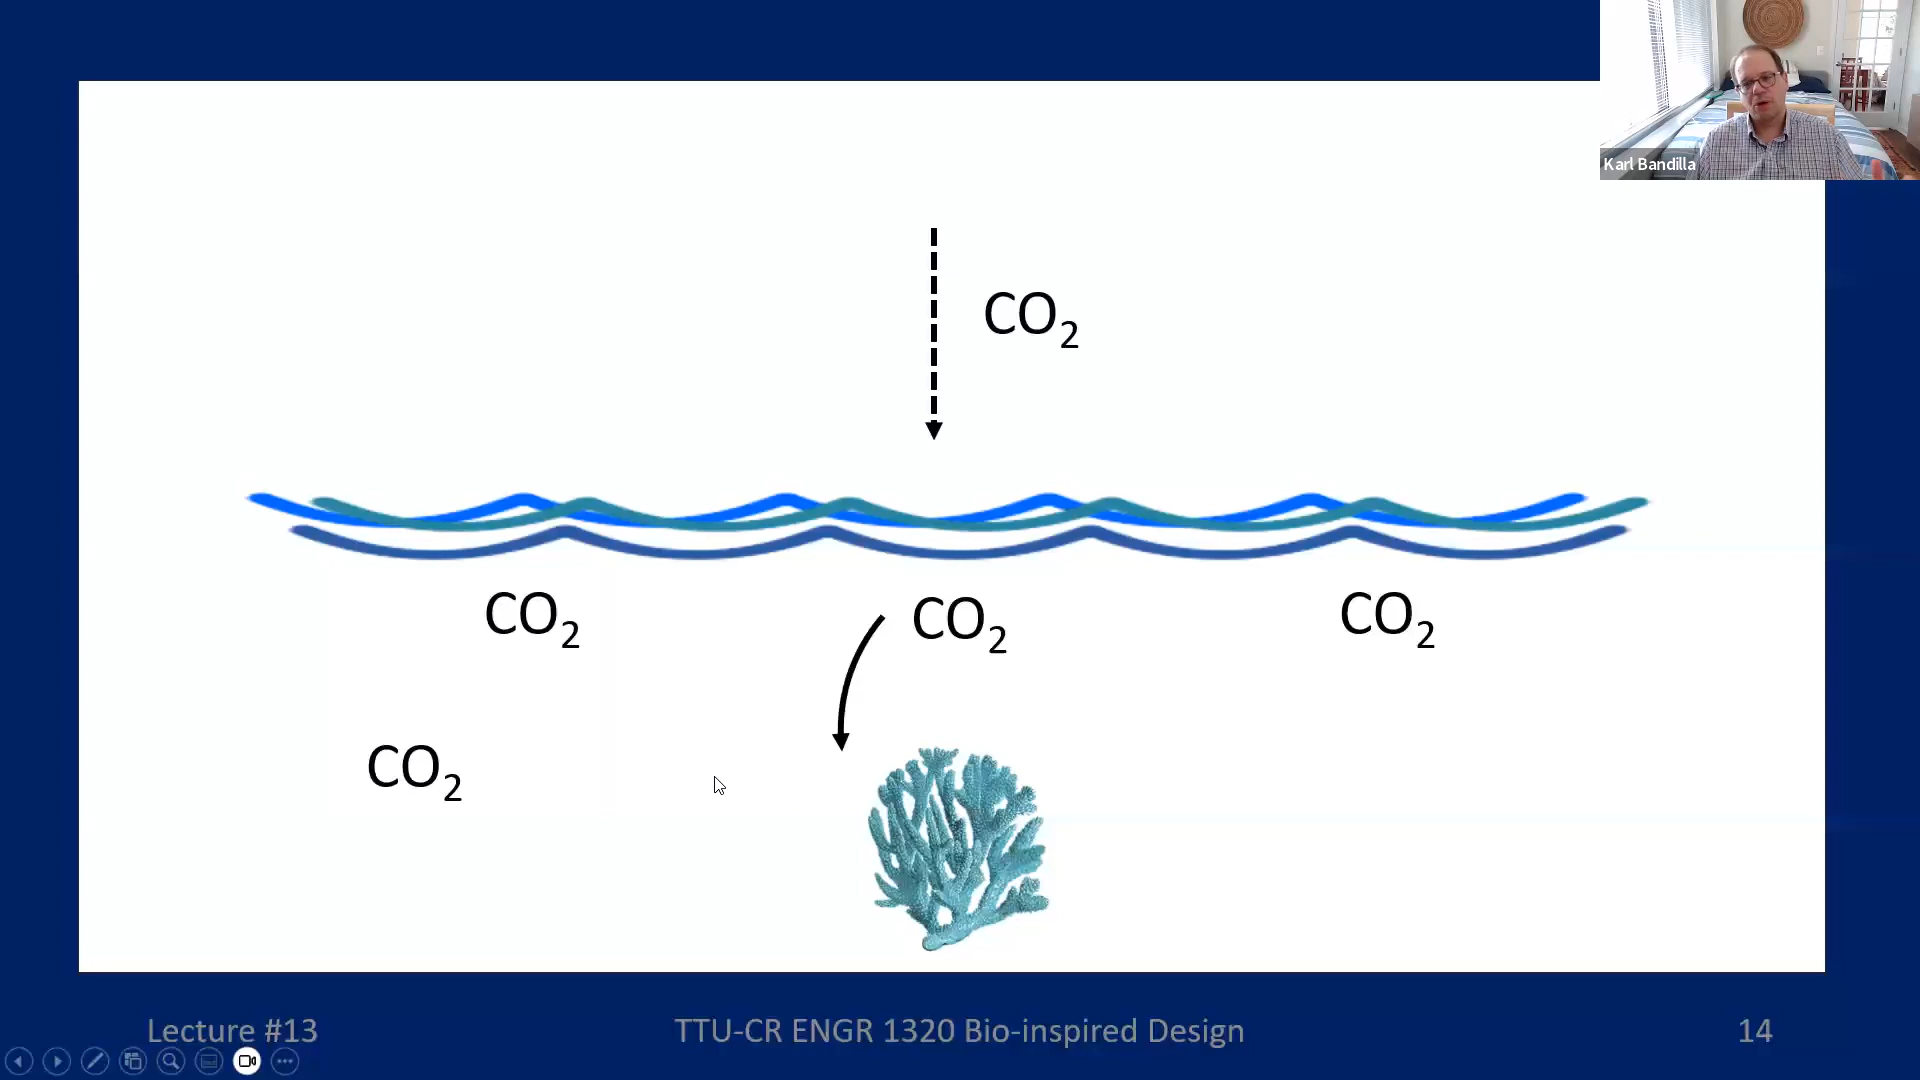 Karl Bandilla
CO₂
CO₂
CO₂
CO₂
CO₂
Lecture #13
TTU-CR ENGR 1320 Bio-inspired Design
14